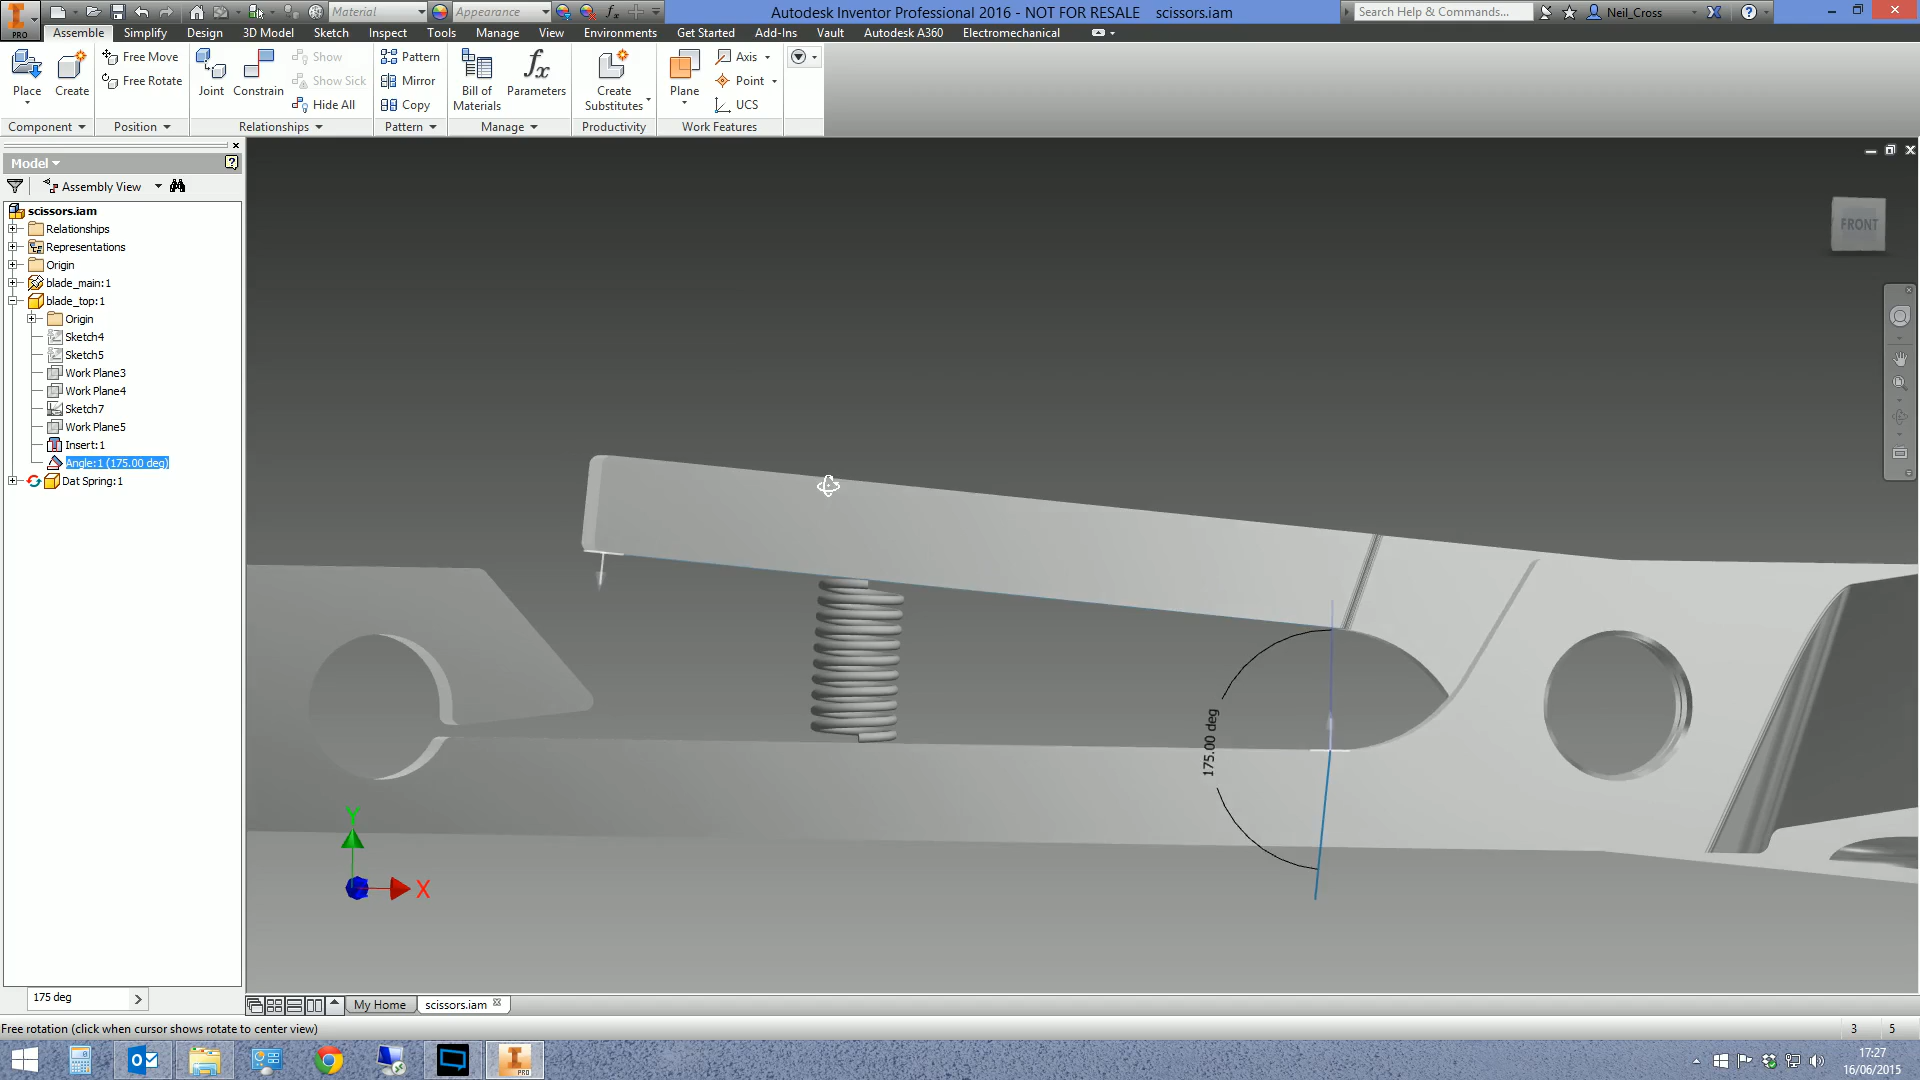 Material
Appearance
Autodesk Inventor Professional 2016 - NOT FOR RESALE scissors.iam
Search Help & Commands...
Neil_Cross
PRO
Assemble Simplify Design 3D Model Sketch Inspect Tools Manage View Environments Get Started Add-Ins Vault Autodesk A360 Electromechanical
Place
Create
Free Move
Free Rotate
Joint
Constrain
Show
Show Sick
Hide All
Pattern
Mirror
Copy
Bill of Materials
Parameters
Create Substitutes
Plane
Axis
Point
UCS
Component Position Relationships Pattern Manage Productivity Work Features
Model
Assembly View
scissors.iam
Relationships
Representations
Origin
blade_main:1
blade_top:1
Origin
Sketch4
Sketch5
Work Plane3
Work Plane4
Sketch7
Work Plane5
Insert:1
Angle:1 (175.00 deg)
Dat Spring:1
FRONT
175.00 deg
Y
X
175 deg
My Home
scissors.iam
Free rotation (click when cursor shows rotate to center view)
3 5
17:27
16/06/2015